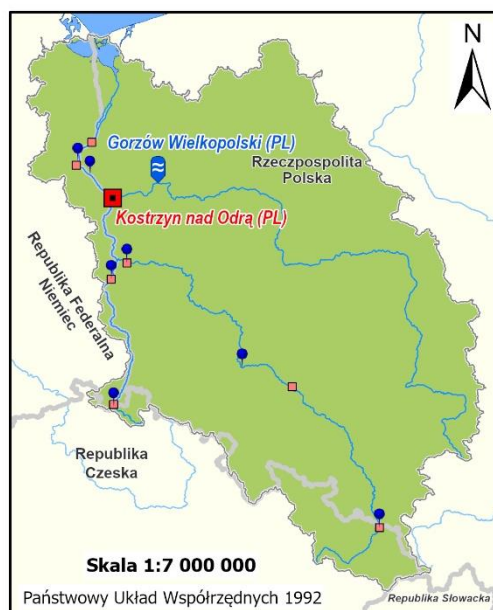 N
Gorzów Wielkopolski (PL)
Rzeczpospolita
Polska
Kostrzyn nad Odrą (PL)
Republika Federalna
Niemiec
Republika
Czeska
Skala 1:7 000 000
Państwowy Układ Współrzędnych 1992
Republika Słowacka